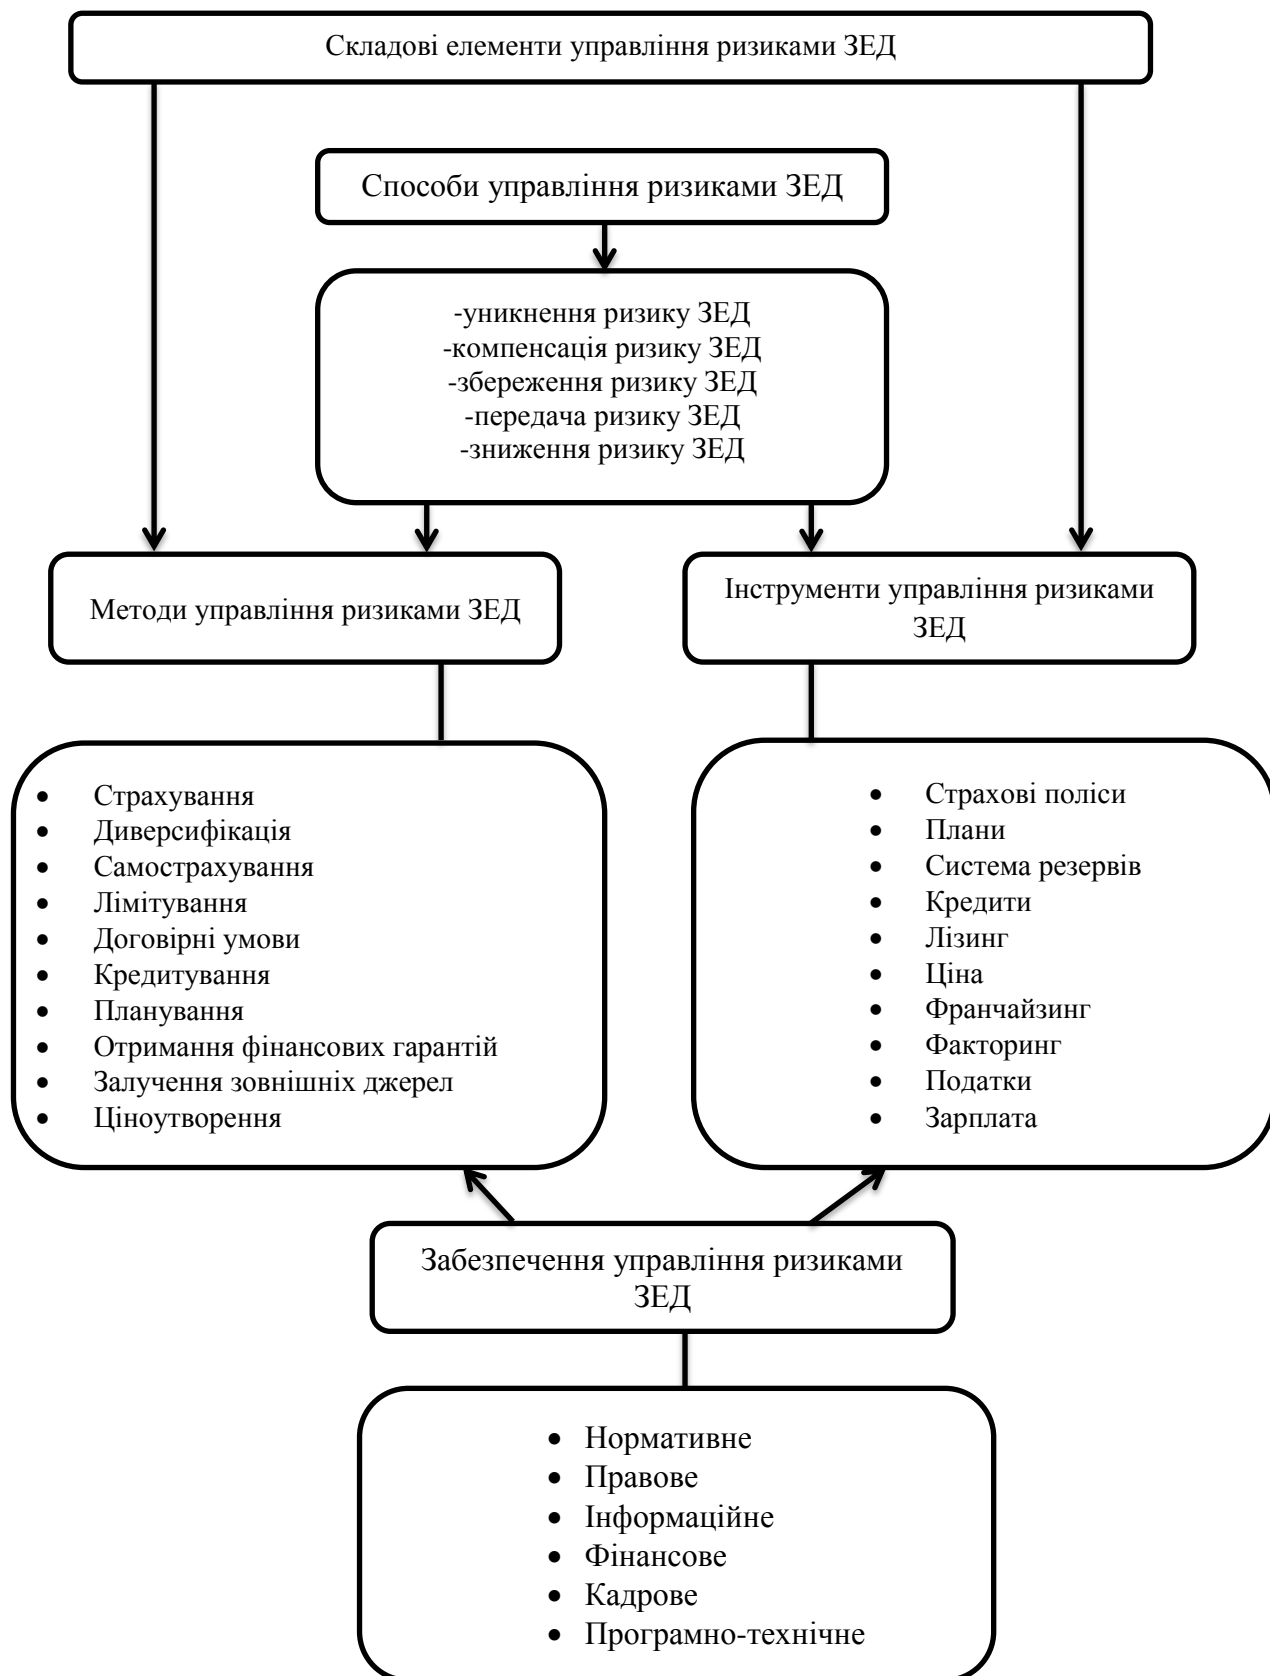 Складові елементи управління ризиками ЗЕД
Способи управління ризиками ЗЕД
-уникнення ризику ЗЕД
-компенсація ризику ЗЕД
-збереження ризику ЗЕД
-передача ризику ЗЕД
-зниження ризику ЗЕД
Методи управління ризиками ЗЕД
Інструменти управління ризиками
ЗЕД
• Страхування
• Диверсифікація
• Самострахування
• Лімітування
• Договірні умови
• Кредитування
• Планування
• Отримання фінансових гарантій
• Залучення зовнішніх джерел
• Ціноутворення
• Страхові поліси
• Плани
• Система резервів
• Кредити
• Лізинг
• Ціна
• Франчайзинг
• Факторинг
• Податки
• Зарплата
Забезпечення управління ризиками
ЗЕД
• Нормативне
• Правове
• Інформаційне
• Фінансове
• Кадрове
• Програмно-технічне